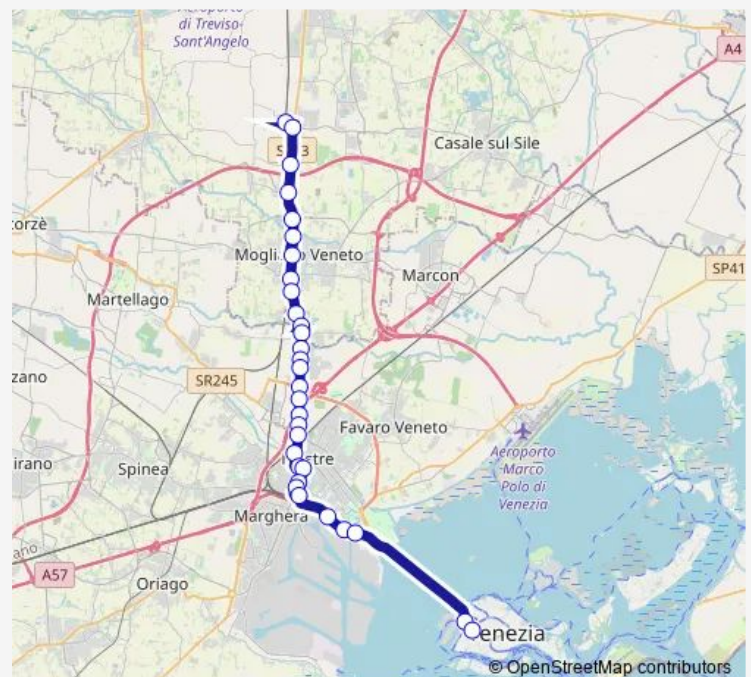 Aeroporto
di Treviso-
Sant'Angelo
A4
Casale sul Sile
Veneto
Marcon
SP41
Martellago
SR245
Favaro Veneto
Spinea
Aeroporto
Marco
Polo di
Venezia
Marghera
A57
Oriago
enezia
© OpenStreetMap contributors